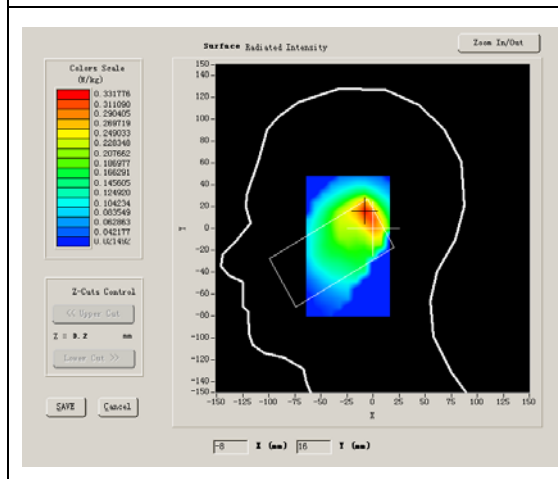 Surface Radiated Intensity
Zoom In/Out
Colors Scale
(W/kg)
0.331776
0.311090
0.290405
0.269719
0.249033
0.228348
0.207662
0.186977
0.166291
0.145605
0.124920
0.104234
0.083549
0.062863
0.042177
0.021492
150
140
120
100
80
60
40
20
0
-20
-40
-60
-80
-100
-120
-140
-150
Y
-150 -125 -100 -75 -50 -25 0 25 50 75 100 125 150
X
Z-Cuts Control
<< Upper Cut
Z = 0.2 mm
Lower Cut >>
SAVE
Cancel
-8 X (mm) 16 Y (mm)